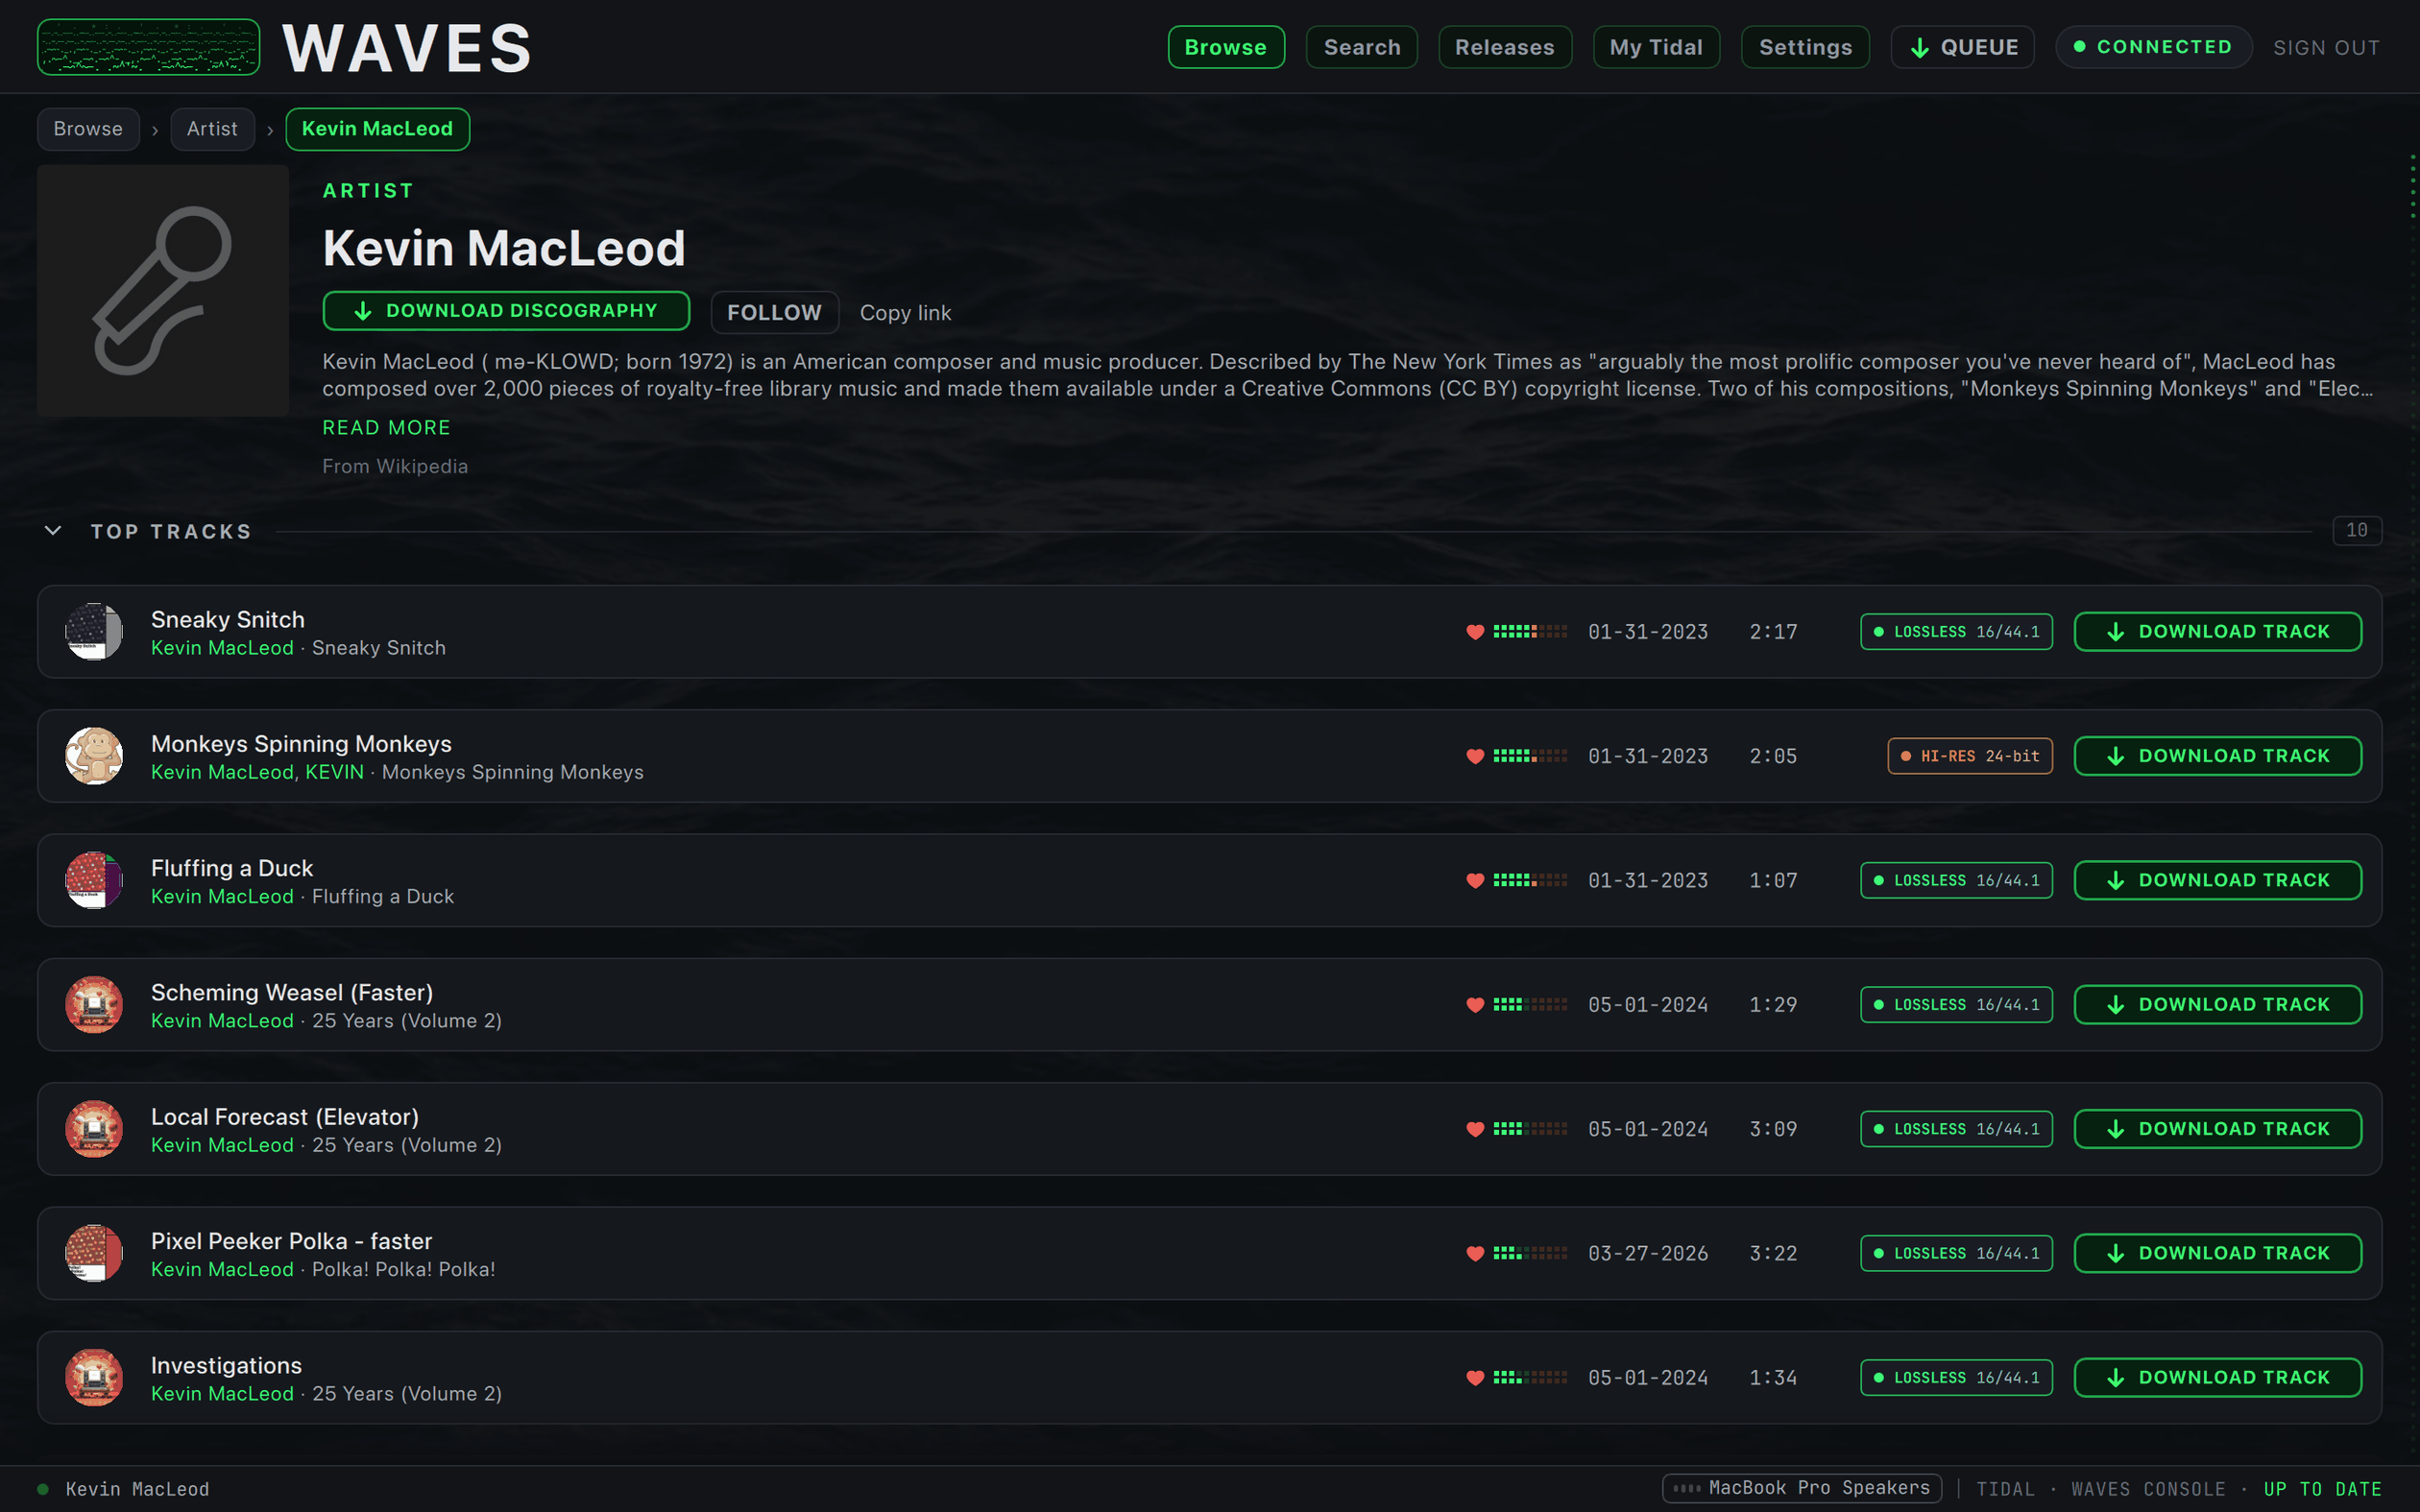 WAVES
Browse
Search
Releases
My Tidal
Settings
QUEUE
CONNECTED
SIGN OUT
Browse › Artist › Kevin MacLeod
ARTIST
Kevin MacLeod
DOWNLOAD DISCOGRAPHY
FOLLOW
Copy link
Kevin MacLeod ( mə-KLOWD; born 1972) is an American composer and music producer. Described by The New York Times as "arguably the most prolific composer you've never heard of", MacLeod has
composed over 2,000 pieces of royalty-free library music and made them available under a Creative Commons (CC BY) copyright license. Two of his compositions, "Monkeys Spinning Monkeys" and "Elec…
READ MORE
From Wikipedia
TOP TRACKS
10
Sneaky Snitch
Kevin MacLeod · Sneaky Snitch
01-31-2023
2:17
LOSSLESS 16/44.1
DOWNLOAD TRACK
Monkeys Spinning Monkeys
Kevin MacLeod, KEVIN · Monkeys Spinning Monkeys
01-31-2023
2:05
HI-RES 24-bit
DOWNLOAD TRACK
Fluffing a Duck
Kevin MacLeod · Fluffing a Duck
01-31-2023
1:07
LOSSLESS 16/44.1
DOWNLOAD TRACK
Scheming Weasel (Faster)
Kevin MacLeod · 25 Years (Volume 2)
05-01-2024
1:29
LOSSLESS 16/44.1
DOWNLOAD TRACK
Local Forecast (Elevator)
Kevin MacLeod · 25 Years (Volume 2)
05-01-2024
3:09
LOSSLESS 16/44.1
DOWNLOAD TRACK
Pixel Peeker Polka - faster
Kevin MacLeod · Polka! Polka! Polka!
03-27-2026
3:22
LOSSLESS 16/44.1
DOWNLOAD TRACK
Investigations
Kevin MacLeod · 25 Years (Volume 2)
05-01-2024
1:34
LOSSLESS 16/44.1
DOWNLOAD TRACK
Kevin MacLeod
MacBook Pro Speakers
TIDAL · WAVES CONSOLE · UP TO DATE